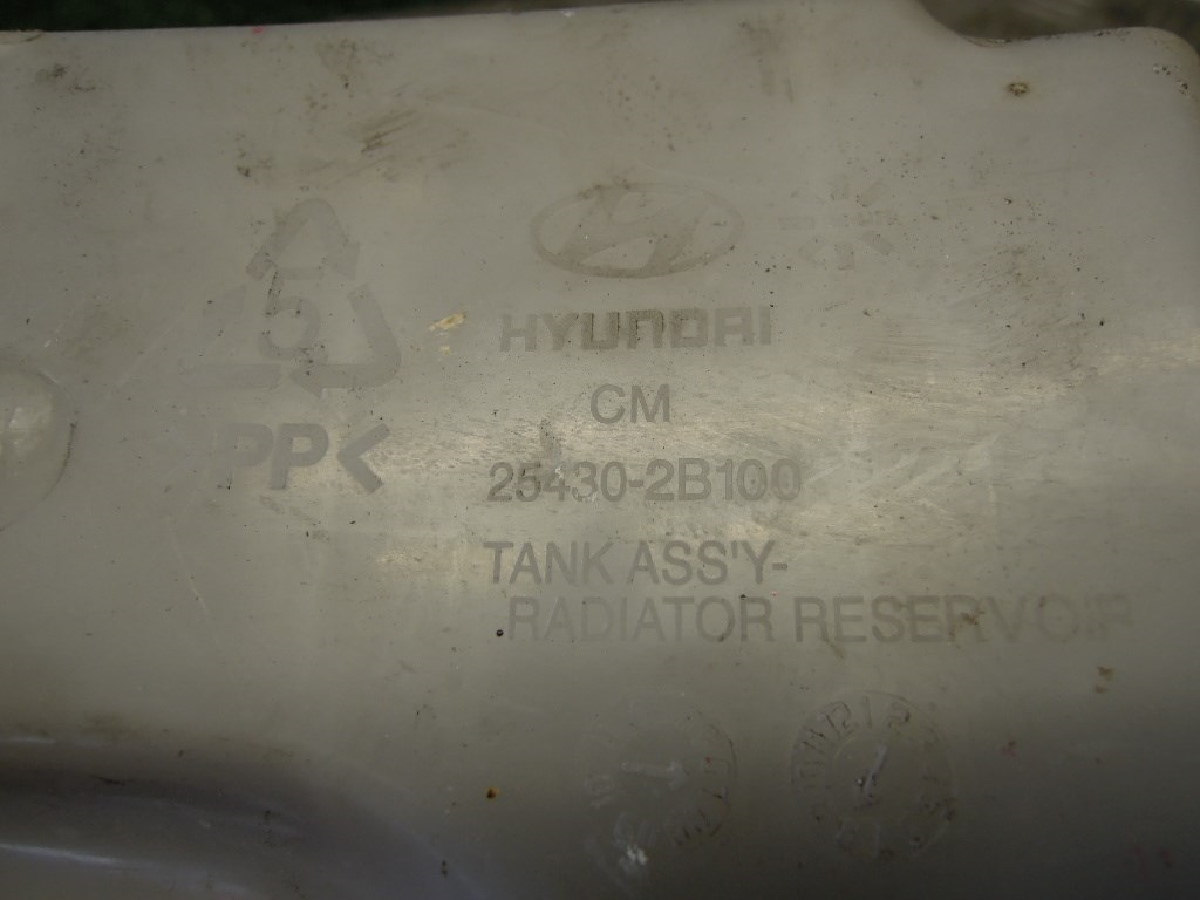 5
PP<
HYUNDAI
CM
25430-2B100
TANK ASS'Y-
RADIATOR RESERVOIR